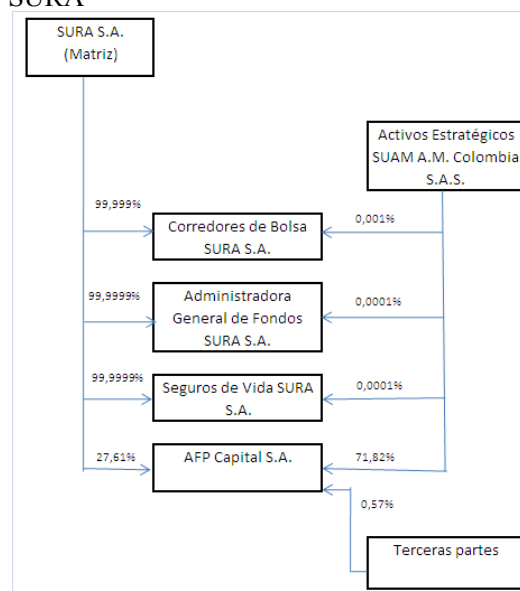 SURA
SURA S.A.
(Matriz)
Activos Estratégicos
SUAM A.M. Colombia
S.A.S.
99,999%
Corredores de Bolsa
SURA S.A.
0,001%
99,9999%
Administradora
General de Fondos
SURA S.A.
0,0001%
99,9999%
Seguros de Vida SURA
S.A.
0,0001%
27,61%
AFP Capital S.A.
71,82%
0,57%
Terceras partes